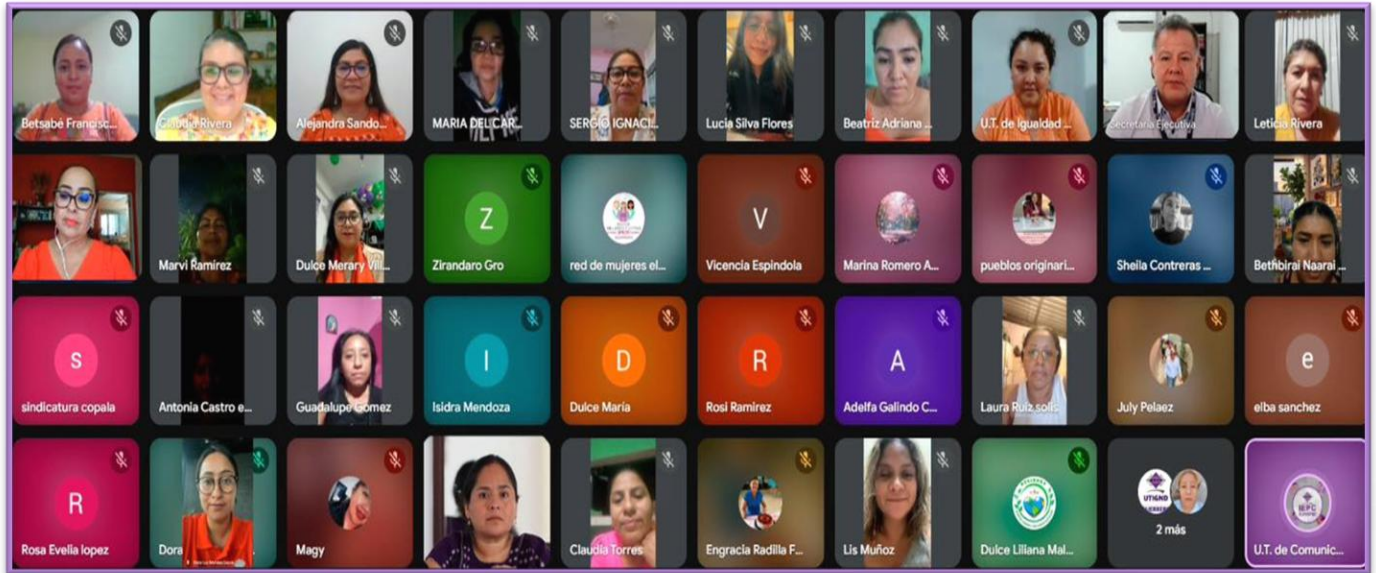 Betsabé Francisc...
Claudia Rivera
Alejandra Sando...
MARIA DEL CAR...
SERGIO IGNACI...
Lucia Silva Flores
Beatriz Adriana ...
U.T. de Igualdad ...
Secretaría Ejecutiva
Leticia Rivera
Marvi Ramirez
Dulce Merary Vill...
Z
Zirandaro Gro
red de mujeres el...
V
Vicencia Espindola
Marina Romero A...
pueblos originari...
Sheila Contreras ...
Bethbirai Naarai ...
s
sindicatura copala
Antonia Castro e...
Guadalupe Gomez
I
Isidra Mendoza
D
Dulce María
R
Rosi Ramirez
A
Adelfa Galindo C...
Laura Ruiz solis
July Pelaez
e
elba sanchez
R
Rosa Evelia lopez
Dora
Magy
Claudia Torres
Engracia Radilla F...
Lis Muñoz
Dulce Liliana Mal...
UTIGND
2 más
IEPC
U.T. de Comunic...